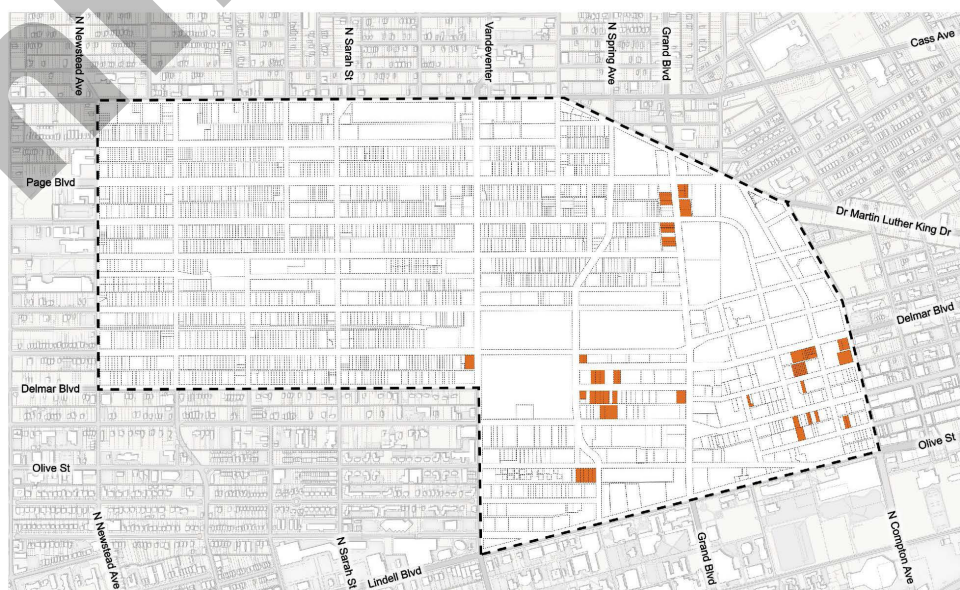 N Newstead Ave
N Sarah St
Vandeventer
N Spring Ave
Grand Blvd
Cass Ave
Page Blvd
Dr Martin Luther King Dr
Delmar Blvd
Delmar Blvd
Olive St
Olive St
N Newstead Ave
N Sarah St
Lindell Blvd
Grand Blvd
N Compton Ave